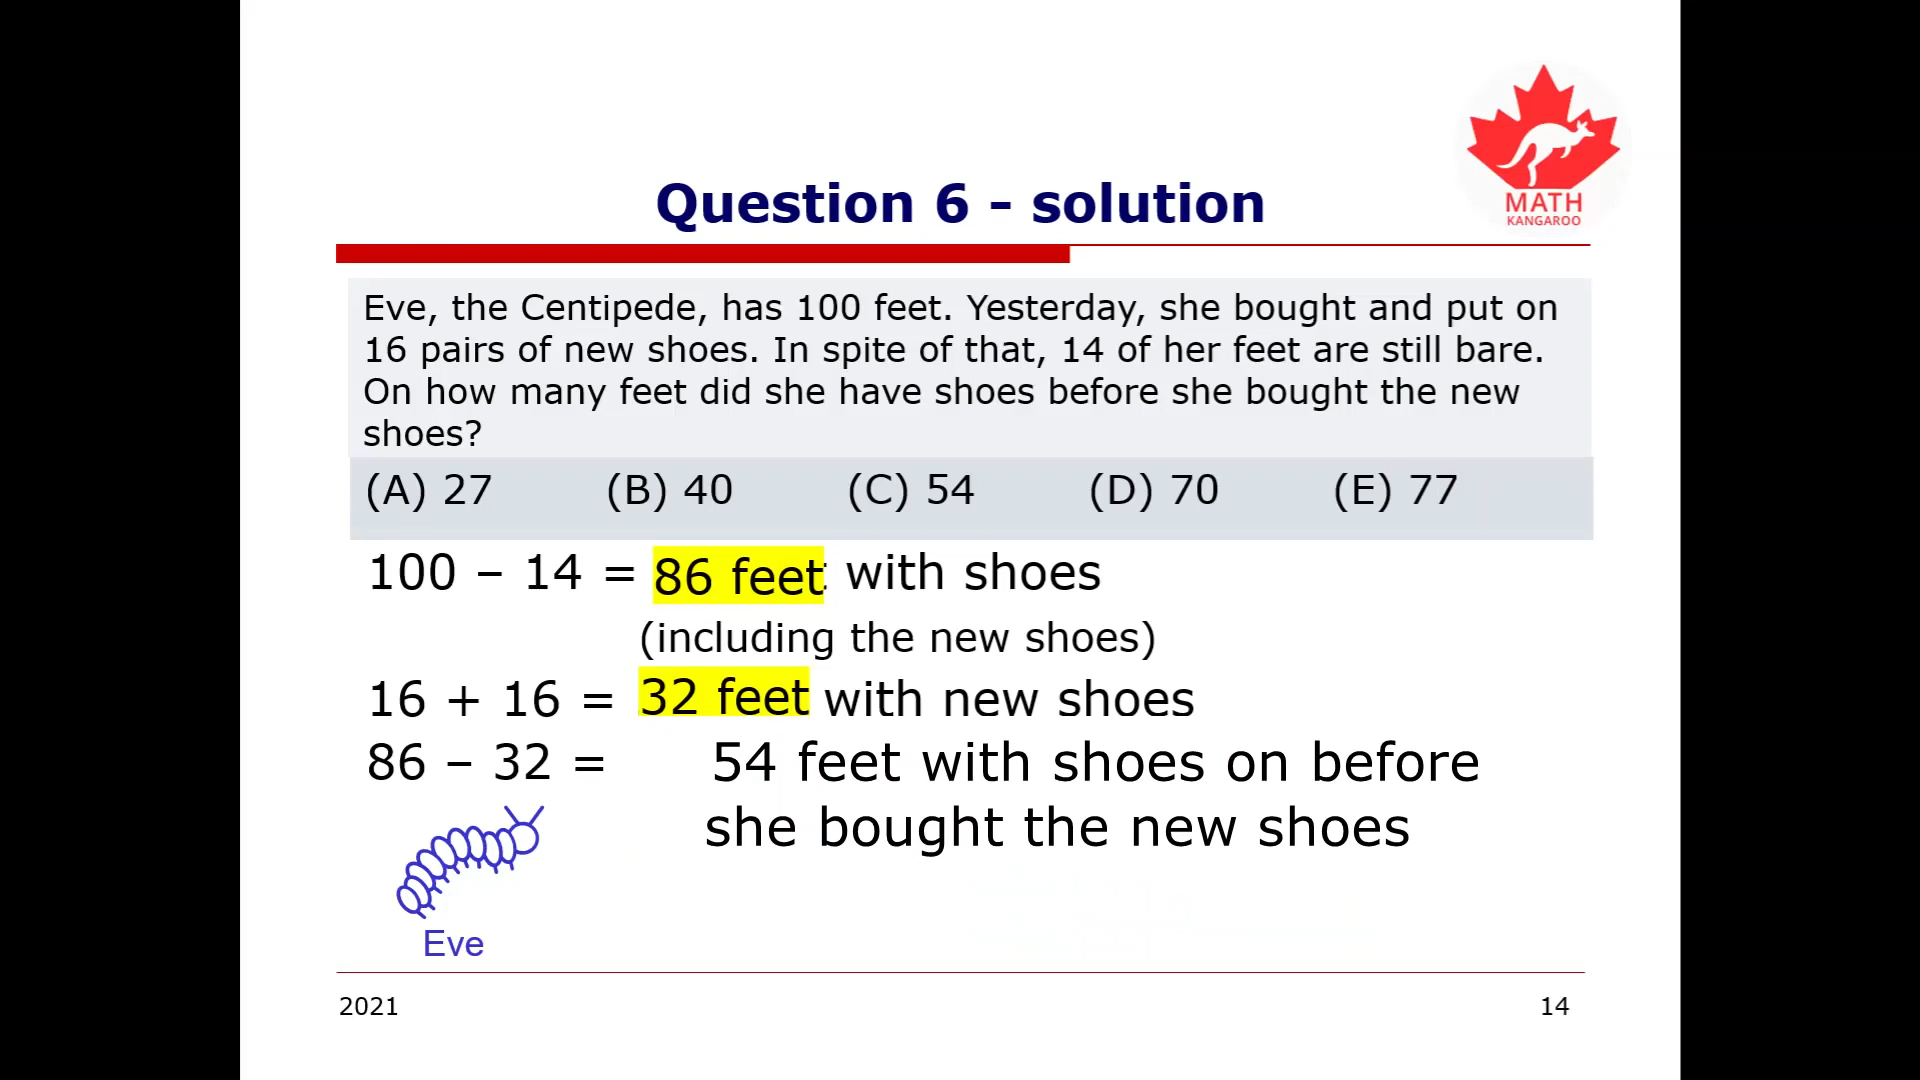 MATH
KANGAROO
Question 6 - solution
Eve, the Centipede, has 100 feet. Yesterday, she bought and put on
16 pairs of new shoes. In spite of that, 14 of her feet are still bare.
On how many feet did she have shoes before she bought the new
shoes?
(A) 27 (B) 40 (C) 54 (D) 70 (E) 77
100 – 14 = 86 feet with shoes
(including the new shoes)
16 + 16 = 32 feet with new shoes
86 – 32 = 54 feet with shoes on before
she bought the new shoes
Eve
2021 14